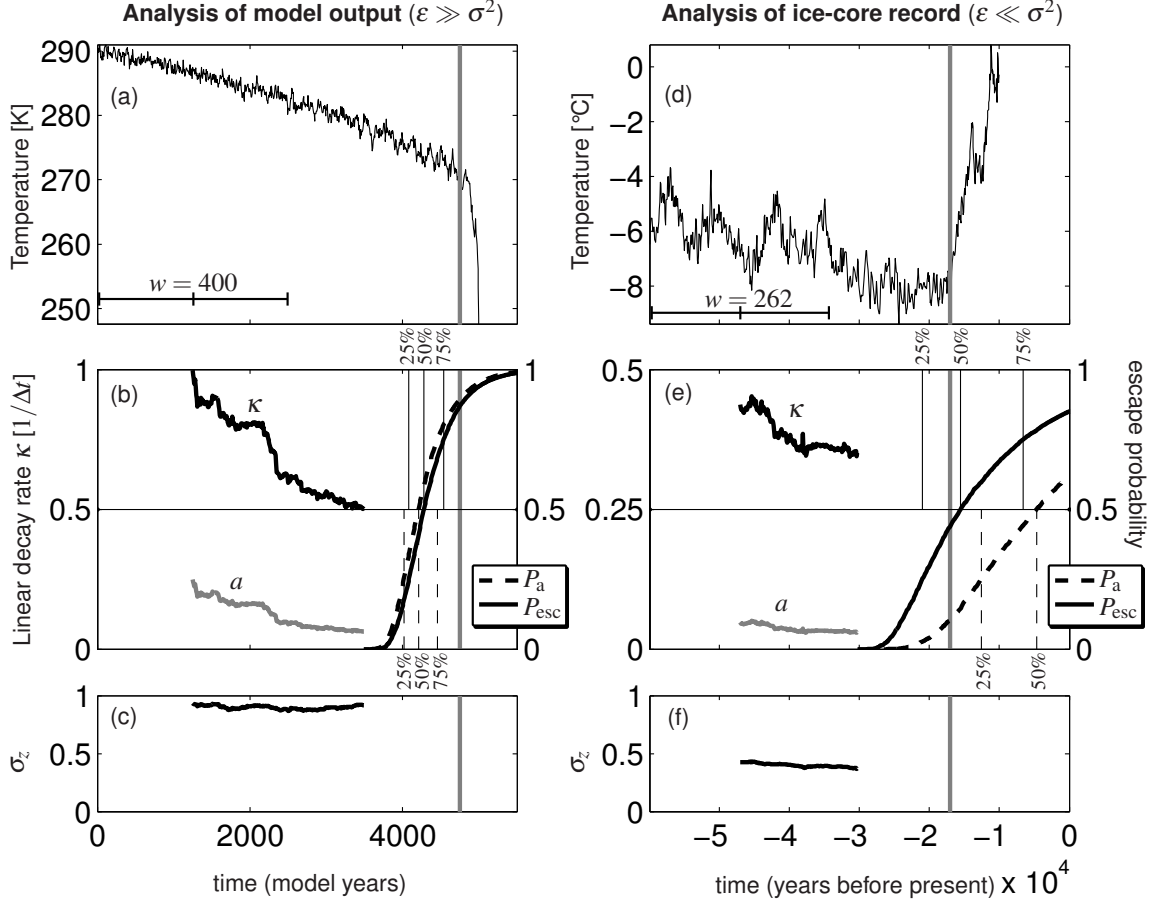 Analysis of model output (ε ≫ σ²)
Analysis of ice-core record (ε ≪ σ²)
290
280
270
260
250
Temperature [K]
(a)
w = 400
0
−2
−4
−6
−8
Temperature [°C]
(d)
w = 262
25%
50%
75%
25%
50%
75%
1
0.5
0
Linear decay rate κ [1/Δt]
(b)
κ
a
1
0.5
0
P_a
P_esc
25%
50%
75%
0.5
0.25
0
(e)
κ
a
1
0.5
0
escape probability
P_a
P_esc
25%
50%
1
0.5
0
σ_z
(c)
0
2000
4000
time (model years)
1
0.5
0
σ_z
(f)
−5
−4
−3
−2
−1
0
time (years before present)
x 10⁴